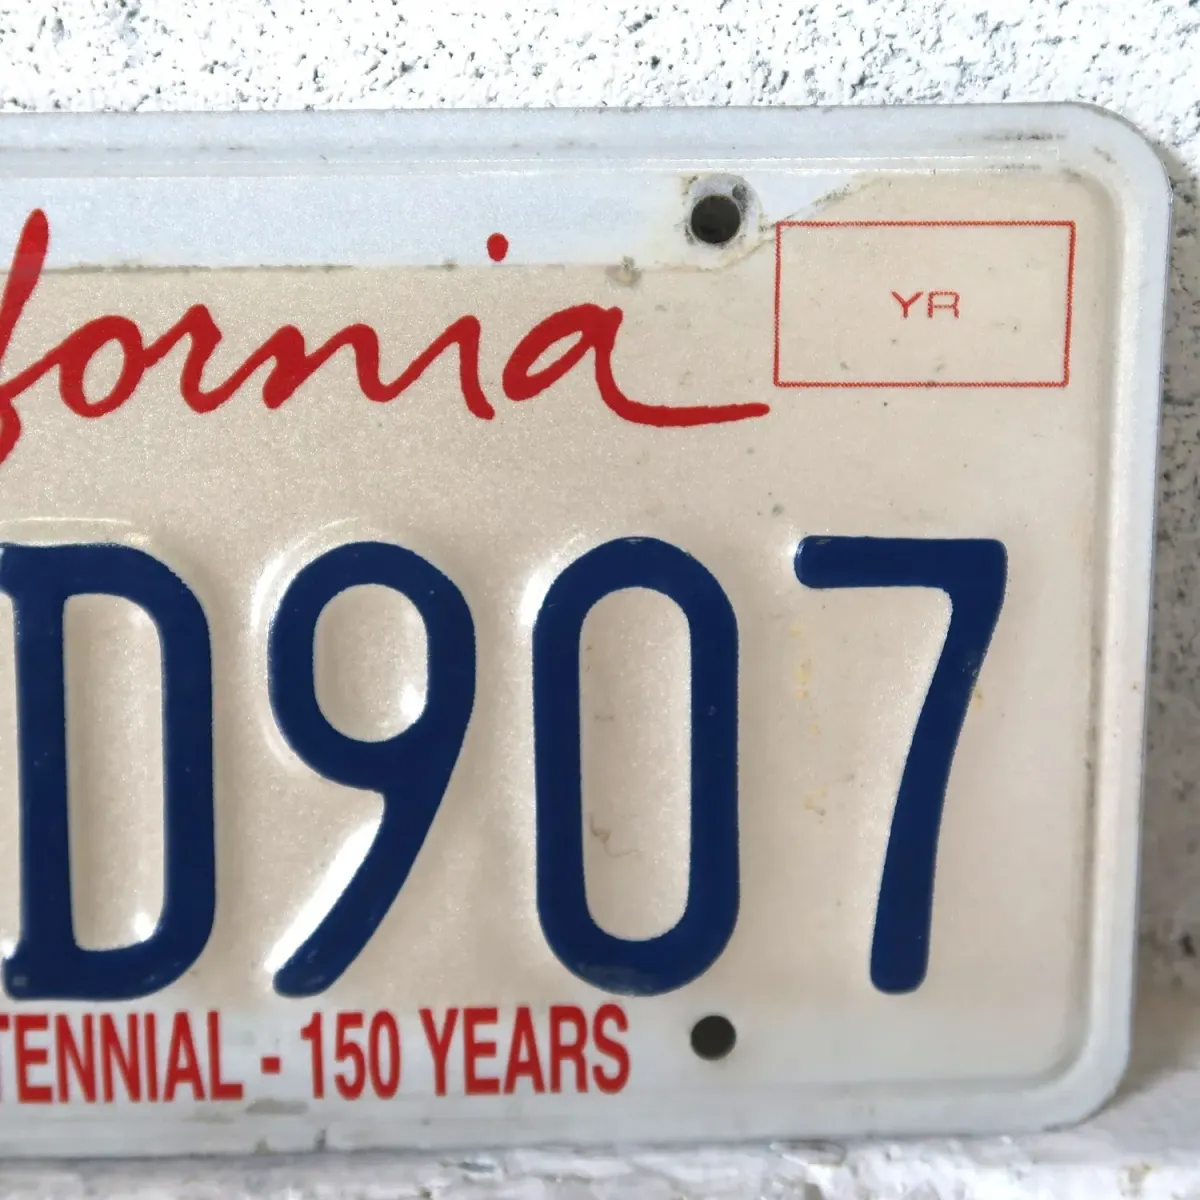 fornia
YR
D907
TENNIAL - 150 YEARS